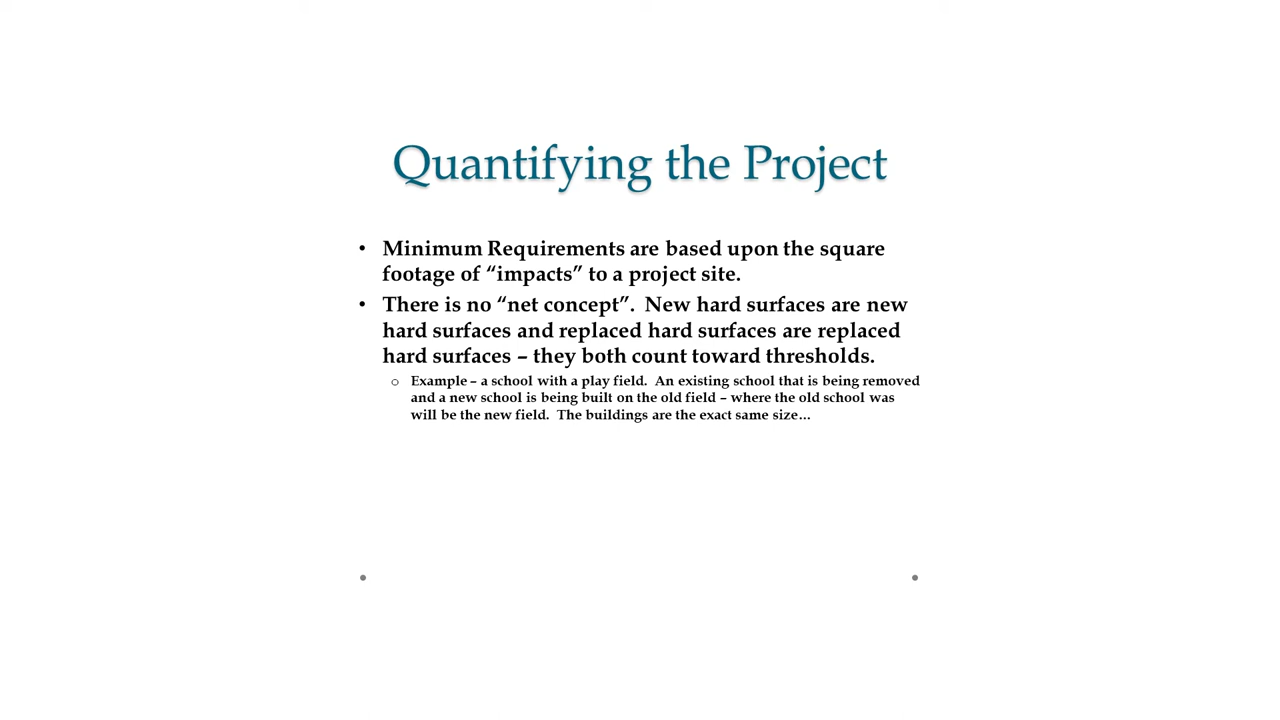 Quantifying the Project
• Minimum Requirements are based upon the square
footage of “impacts” to a project site.
• There is no “net concept”.  New hard surfaces are new
hard surfaces and replaced hard surfaces are replaced
hard surfaces – they both count toward thresholds.
o Example – a school with a play field.  An existing school that is being removed
and a new school is being built on the old field – where the old school was
will be the new field.  The buildings are the exact same size…